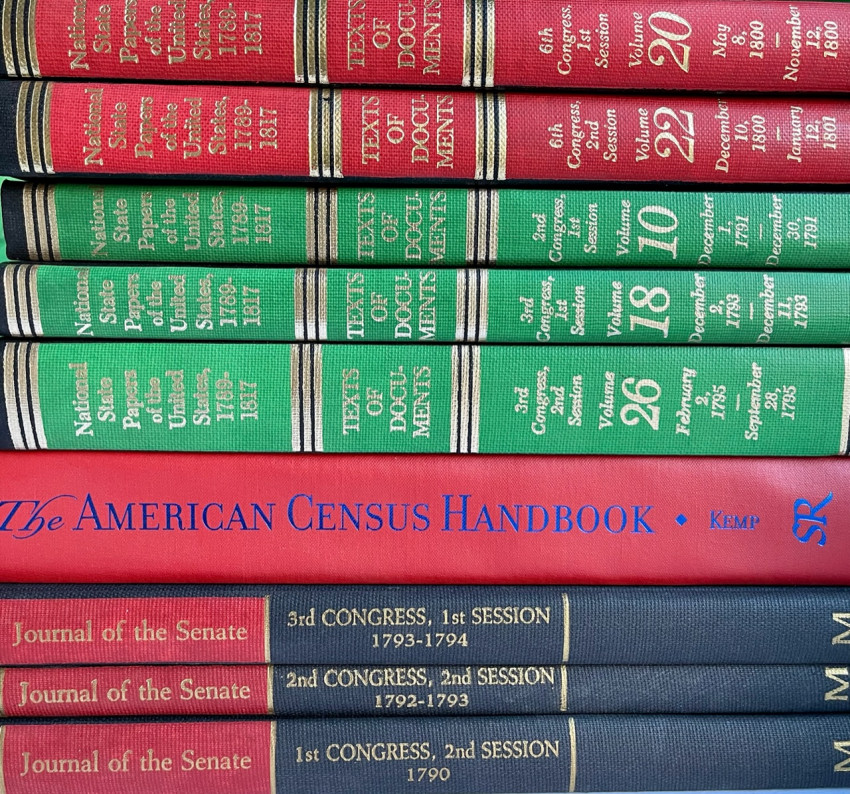 National
State
Papers
of the
United
States,
1789-
1817
TEXTS
OF
DOCU-
MENTS
6th
Congress,
1st
Session
Volume
20
May
8,
1800
—
November
12,
1800
National
State
Papers
of the
United
States,
1789-
1817
TEXTS
OF
DOCU-
MENTS
6th
Congress,
2nd
Session
Volume
22
December
10,
1800
—
January
12,
1801
National
State
Papers
of the
United
States,
1789-
1817
TEXTS
OF
DOCU-
MENTS
2nd
Congress,
1st
Session
Volume
10
December
1,
1791
—
December
30,
1791
National
State
Papers
of the
United
States,
1789-
1817
TEXTS
OF
DOCU-
MENTS
3rd
Congress,
1st
Session
Volume
18
December
2,
1793
—
December
11,
1793
National
State
Papers
of the
United
States,
1789-
1817
TEXTS
OF
DOCU-
MENTS
3rd
Congress,
2nd
Session
Volume
26
February
2,
1795
—
September
28,
1795
The AMERICAN CENSUS HANDBOOK • KEMP SR
Journal of the Senate
3rd CONGRESS, 1st SESSION
1793-1794
M
Journal of the Senate
2nd CONGRESS, 2nd SESSION
1792-1793
M
Journal of the Senate
1st CONGRESS, 2nd SESSION
1790
M